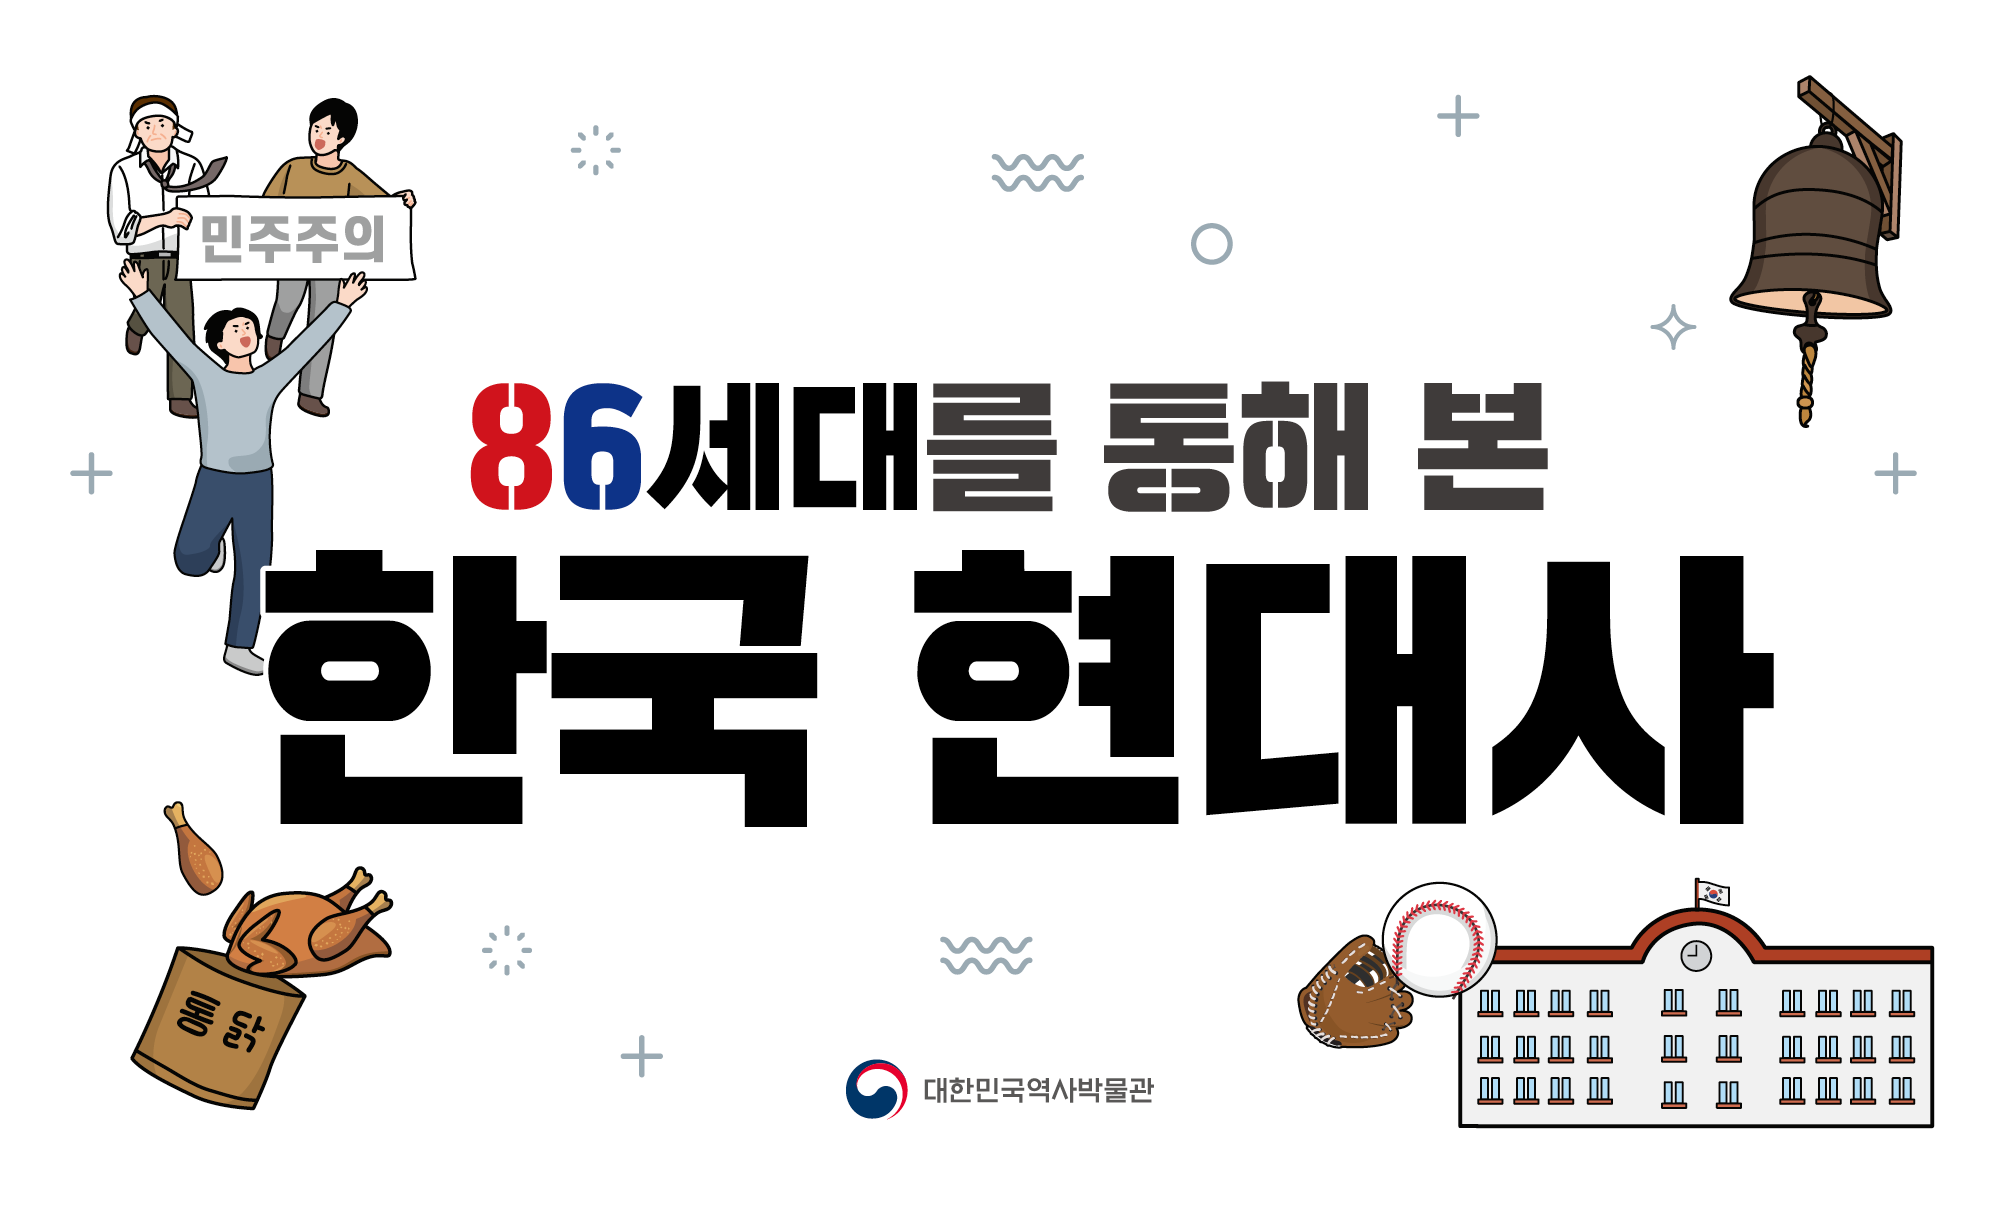 민주주의
86세대를 통해 본
한국 현대사
통닭
대한민국역사박물관